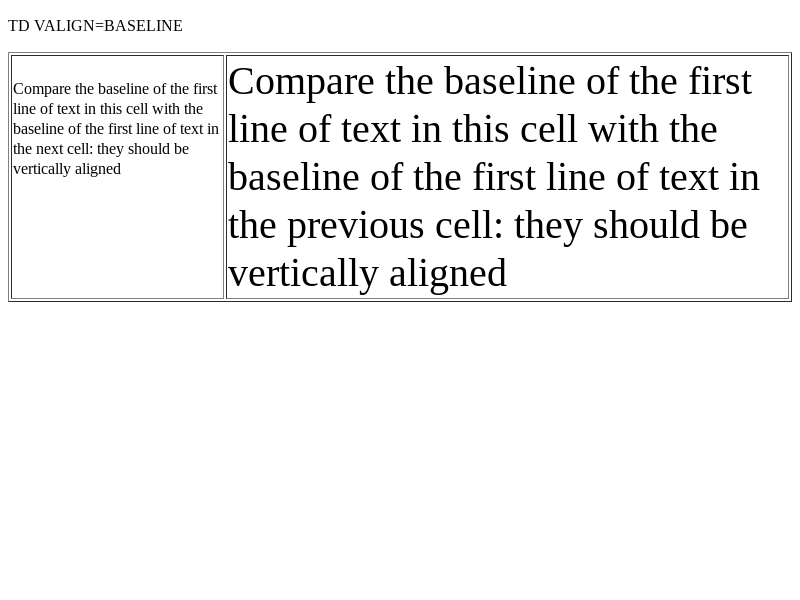 TD VALIGN=BASELINE
Compare the baseline of the first
line of text in this cell with the
baseline of the first line of text in
the next cell: they should be
vertically aligned
Compare the baseline of the first
line of text in this cell with the
baseline of the first line of text in
the previous cell: they should be
vertically aligned